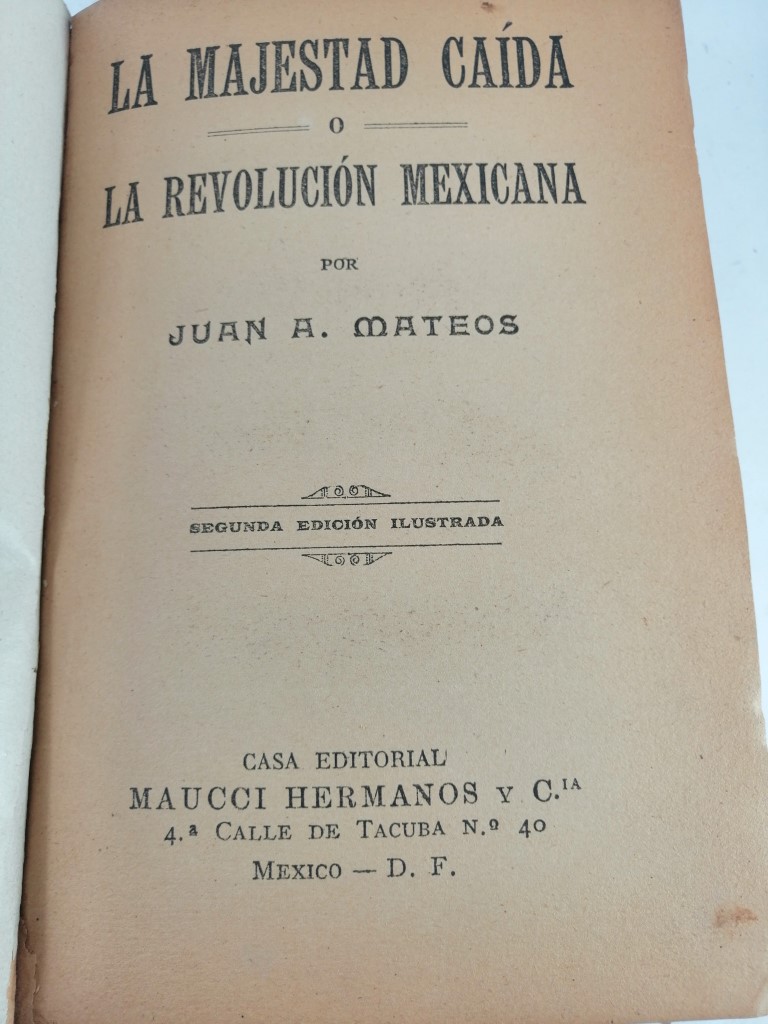 LA MAJESTAD CAÍDA
O
LA REVOLUCIÓN MEXICANA
POR
JUAN A. MATEOS
SEGUNDA EDICIÓN ILUSTRADA
CASA EDITORIAL
MAUCCI HERMANOS Y C.IA
4.ª CALLE DE TACUBA N.º 40
MEXICO — D. F.